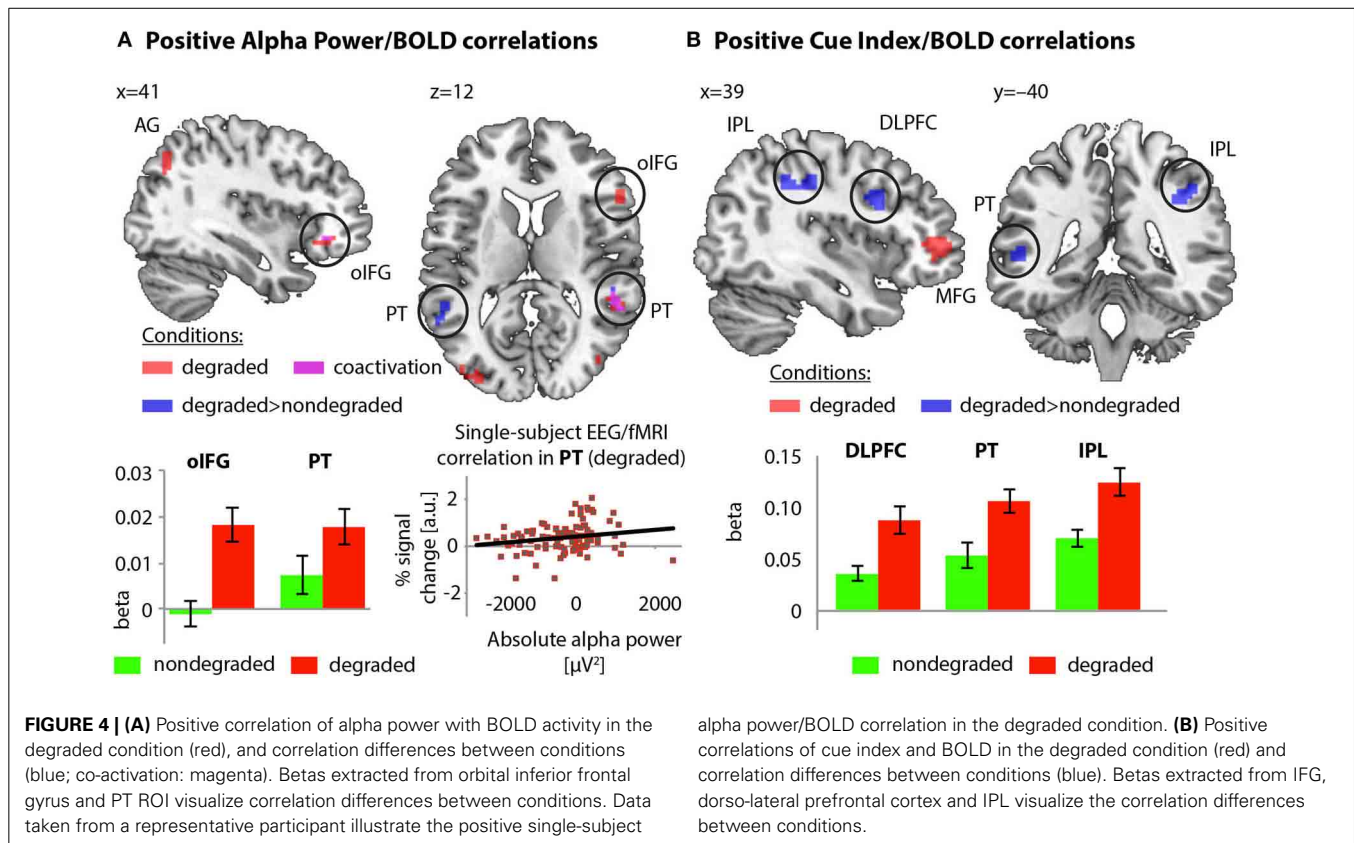 A Positive Alpha Power/BOLD correlations
x=41
z=12
AG
oIFG
oIFG
PT
PT
Conditions:
degraded
coactivation
degraded>nondegraded
0.03
0.02
0.01
0
beta
oIFG
PT
nondegraded
degraded
Single-subject EEG/fMRI
correlation in PT (degraded)
% signal
change [a.u.]
2
0
-2
-2000
0
2000
Absolute alpha power
[µV²]
B Positive Cue Index/BOLD correlations
x=39
y=–40
IPL
DLPFC
IPL
PT
MFG
Conditions:
degraded
degraded>nondegraded
0.15
0.10
0.05
0
beta
DLPFC
PT
IPL
nondegraded
degraded
FIGURE 4 | (A) Positive correlation of alpha power with BOLD activity in the
degraded condition (red), and correlation differences between conditions
(blue; co-activation: magenta). Betas extracted from orbital inferior frontal
gyrus and PT ROI visualize correlation differences between conditions. Data
taken from a representative participant illustrate the positive single-subject
alpha power/BOLD correlation in the degraded condition. (B) Positive
correlations of cue index and BOLD in the degraded condition (red) and
correlation differences between conditions (blue). Betas extracted from IFG,
dorso-lateral prefrontal cortex and IPL visualize the correlation differences
between conditions.